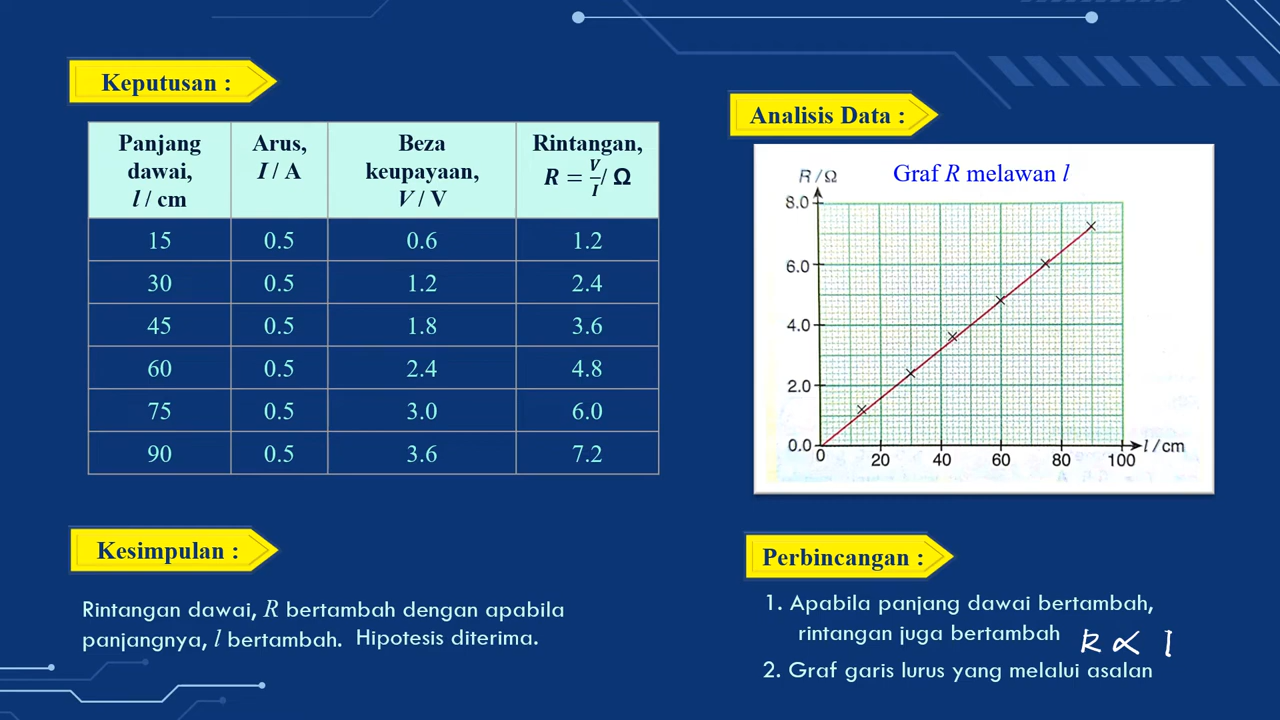 Keputusan :
Panjang dawai, l / cm
Arus, I / A
Beza keupayaan, V / V
Rintangan, R = V/I / Ω
15 0.5 0.6 1.2
30 0.5 1.2 2.4
45 0.5 1.8 3.6
60 0.5 2.4 4.8
75 0.5 3.0 6.0
90 0.5 3.6 7.2
Analisis Data :
Graf R melawan l
R / Ω
8.0
6.0
4.0
2.0
0.0
0 20 40 60 80 100
l / cm
Kesimpulan :
Rintangan dawai, R bertambah dengan apabila
panjangnya, l bertambah. Hipotesis diterima.
Perbincangan :
1. Apabila panjang dawai bertambah,
rintangan juga bertambah R ∝ l
2. Graf garis lurus yang melalui asalan